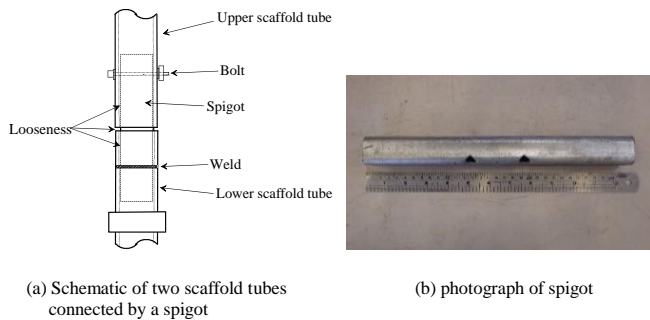 Upper scaffold tube
Bolt
Spigot
Looseness
Weld
Lower scaffold tube
(a) Schematic of two scaffold tubes
connected by a spigot
(b) photograph of spigot